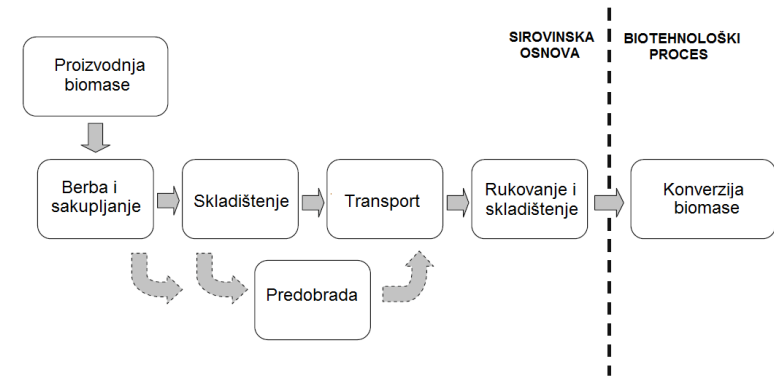 SIROVINSKA
OSNOVA
BIOTEHNOLOŠKI
PROCES
Proizvodnja
biomase
Berba i
sakupljanje
Skladištenje
Transport
Rukovanje i
skladištenje
Konverzija
biomase
Predobrada